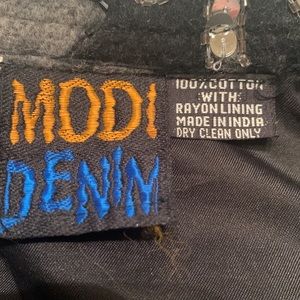 MODI
DENIM
100% COTTON
WITH:
RAYON LINING
MADE IN INDIA
DRY CLEAN ONLY